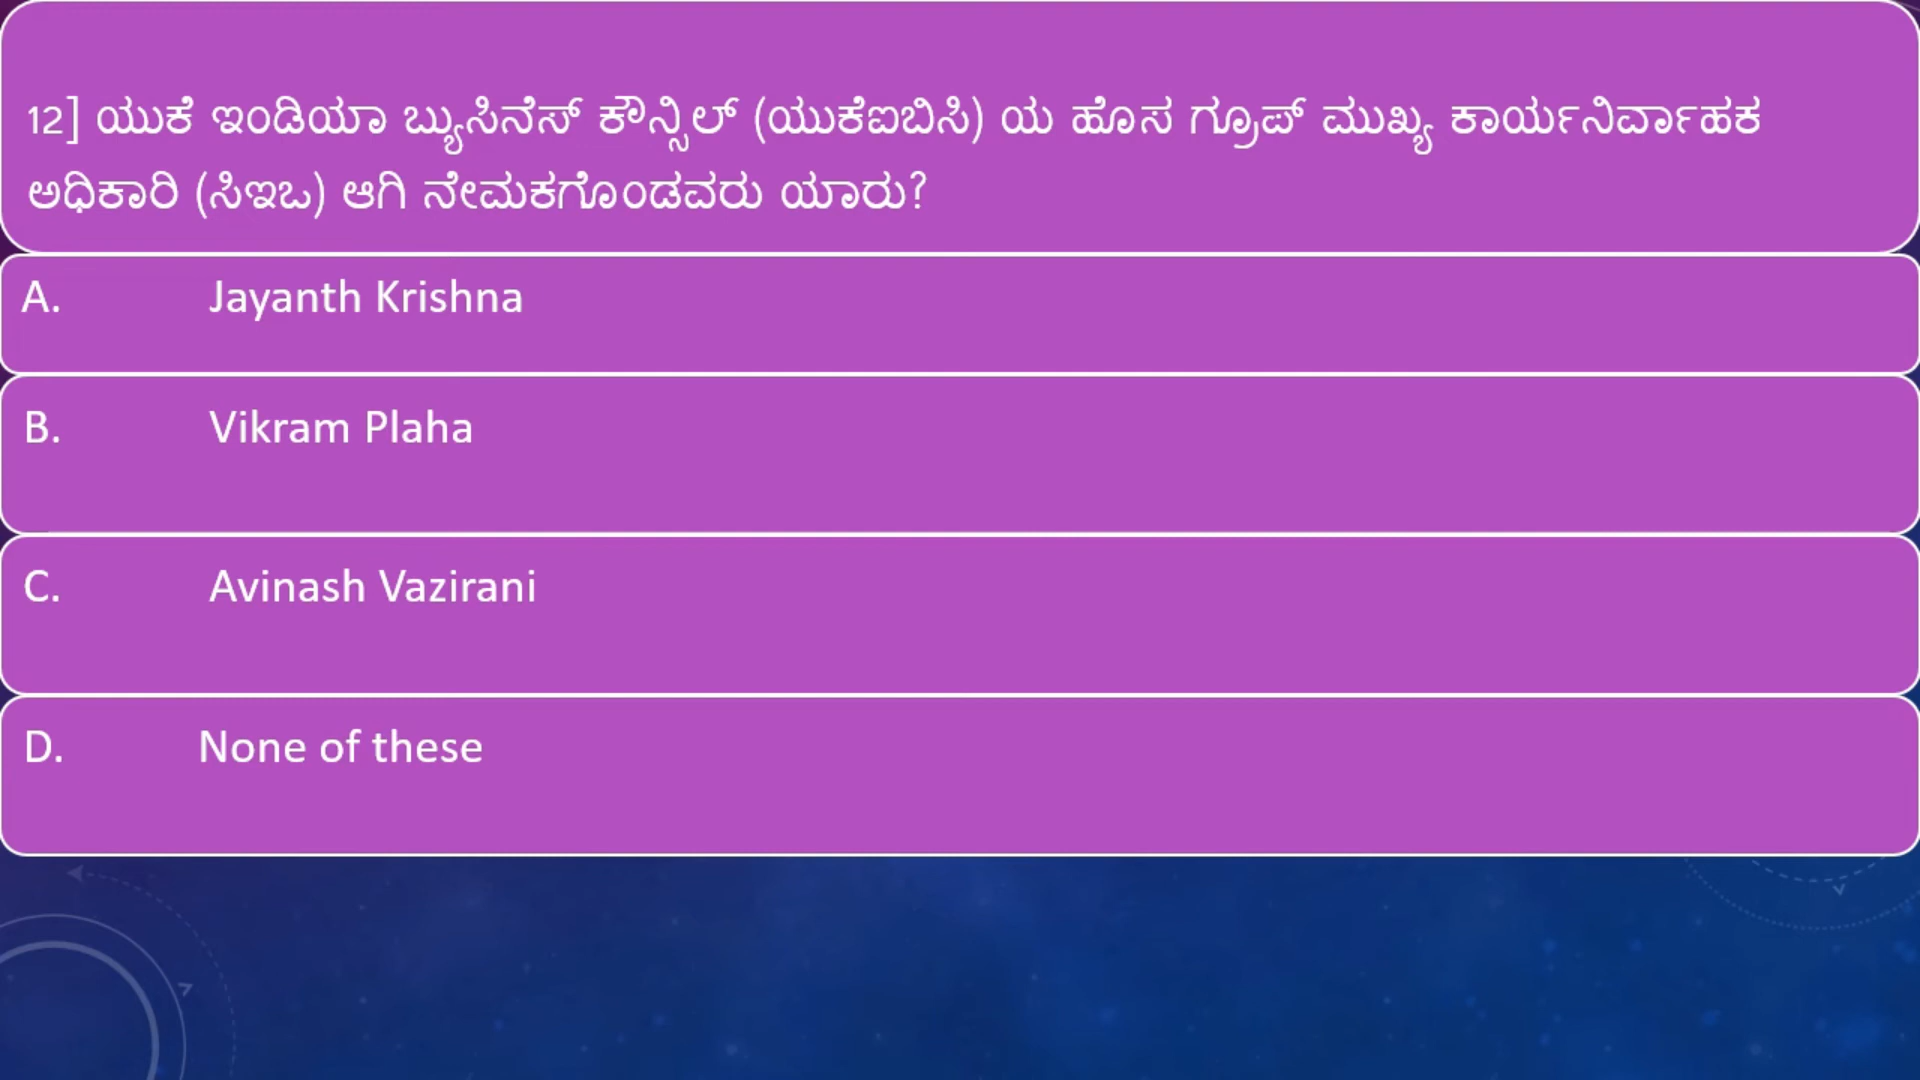 12] ಯುಕೆ ಇಂಡಿಯಾ ಬ್ಯುಸಿನೆಸ್ ಕೌನ್ಸಿಲ್ (ಯುಕೆಐಬಿಸಿ) ಯ ಹೊಸ ಗ್ರೂಪ್ ಮುಖ್ಯ ಕಾರ್ಯನಿರ್ವಾಹಕ
ಅಧಿಕಾರಿ (ಸಿಇಒ) ಆಗಿ ನೇಮಕಗೊಂಡವರು ಯಾರು?
A. Jayanth Krishna
B. Vikram Plaha
C. Avinash Vazirani
D. None of these